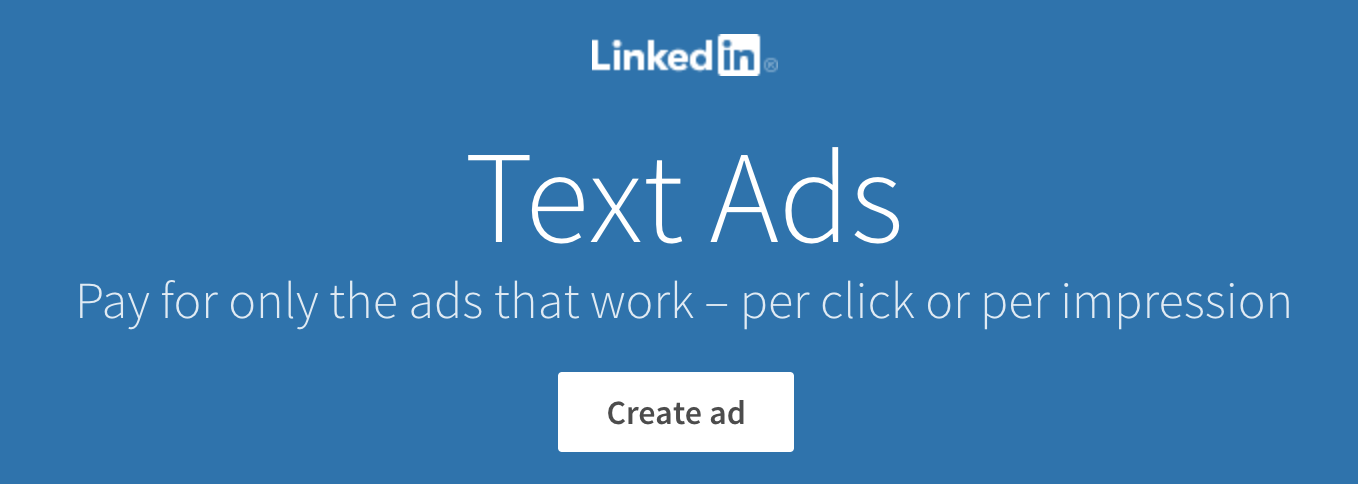 Linkedin®
Text Ads
Pay for only the ads that work – per click or per impression
Create ad